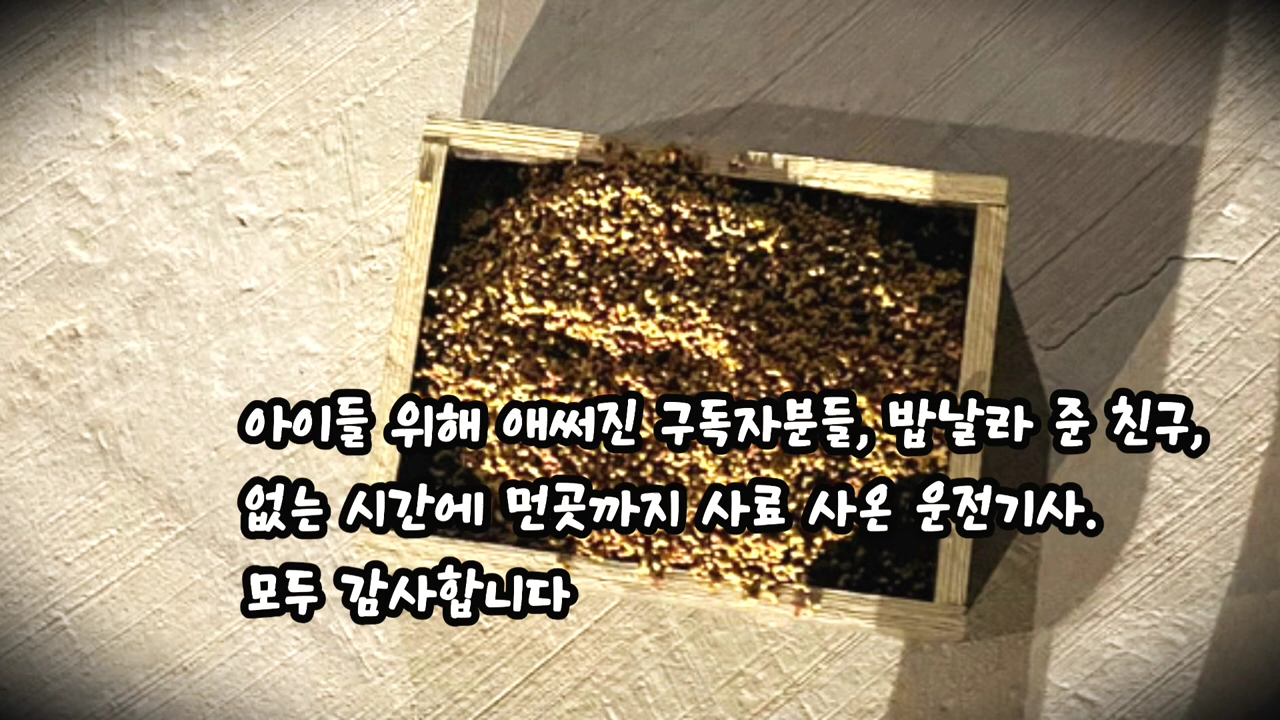 아이들 위해 애써진 구독자분들, 밥날라 준 친구,
없는 시간에 먼곳까지 사료 사온 운전기사.
모두 감사합니다